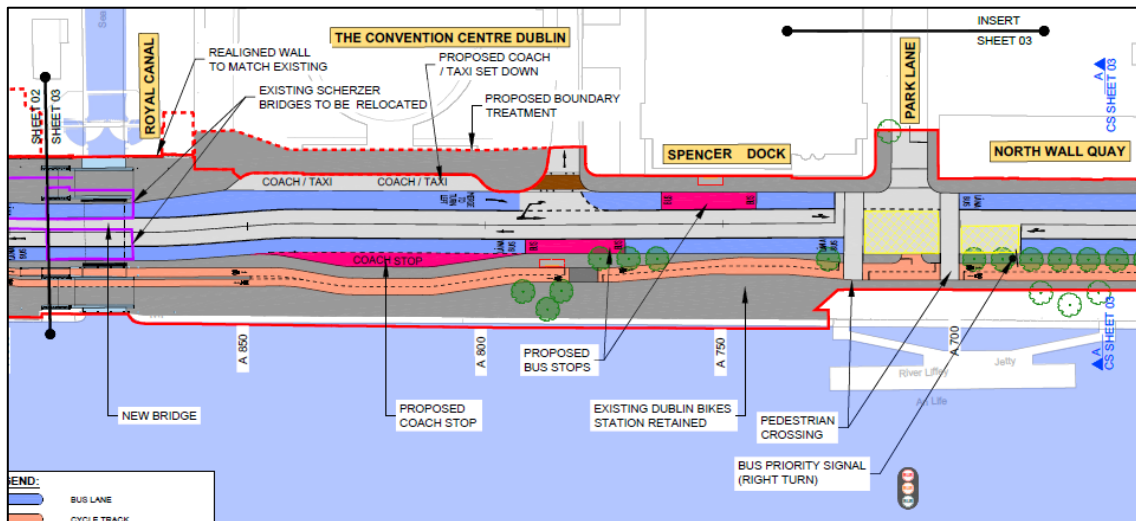 INSERT
SHEET 03
THE CONVENTION CENTRE DUBLIN
REALIGNED WALL
TO MATCH EXISTING
PROPOSED COACH
/ TAXI SET DOWN
EXISTING SCHERZER
BRIDGES TO BE RELOCATED
PROPOSED BOUNDARY
TREATMENT
ROYAL CANAL
PARK LANE
SHEET 02
SHEET 03
A
CS SHEET 03
SPENCER DOCK
NORTH WALL QUAY
COACH / TAXI
COACH / TAXI
LÁNA
BUS
COACH STOP
A 850
A 800
A 750
A 700
Jetty
River Liffey
An Life
A
CS SHEET 03
NEW BRIDGE
PROPOSED
COACH STOP
PROPOSED
BUS STOPS
EXISTING DUBLIN BIKES
STATION RETAINED
PEDESTRIAN
CROSSING
BUS PRIORITY SIGNAL
(RIGHT TURN)
GEND:
BUS LANE
CYCLE TRACK